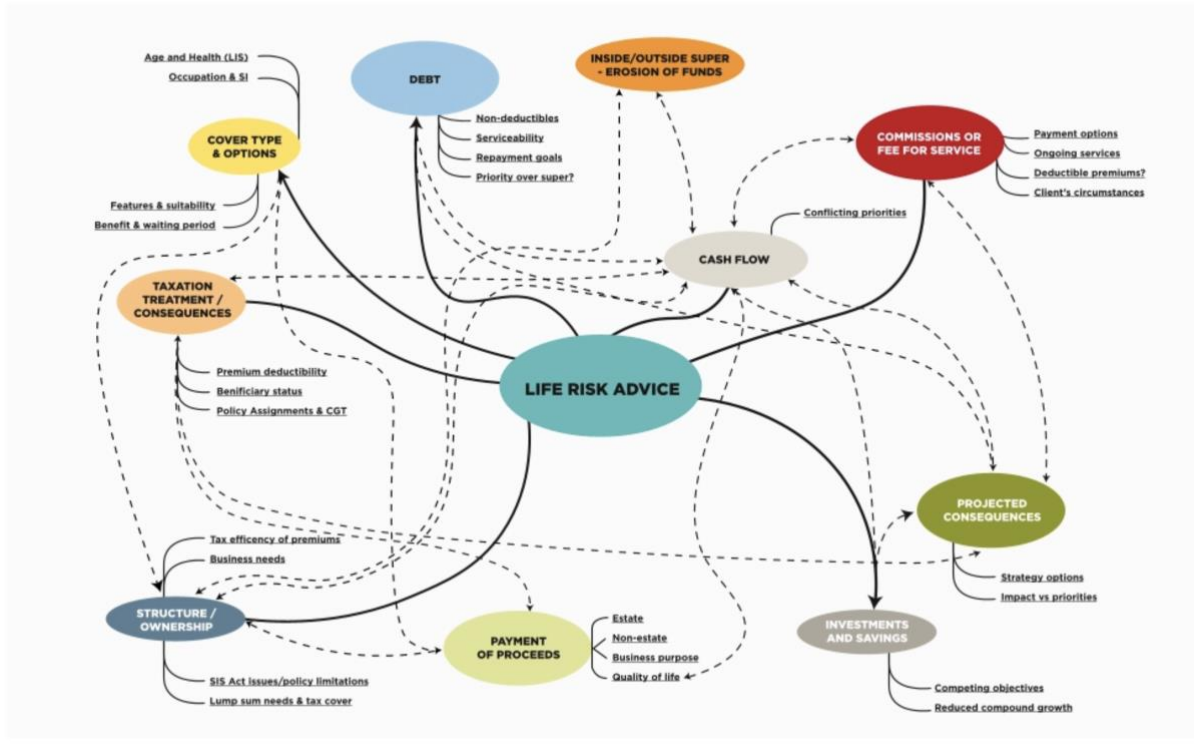 Age and Health (LIS)
Occupation & SI
COVER TYPE
& OPTIONS
Features & suitability
Benefit & waiting period
DEBT
Non-deductibles
Serviceability
Repayment goals
Priority over super?
INSIDE/OUTSIDE SUPER
- EROSION OF FUNDS
COMMISSIONS OR
FEE FOR SERVICE
Payment options
Ongoing services
Deductible premiums?
Client's circumstances
Conflicting priorities
CASH FLOW
TAXATION
TREATMENT /
CONSEQUENCES
Premium deductibility
Benificiary status
Policy Assignments & CGT
LIFE RISK ADVICE
PROJECTED
CONSEQUENCES
Strategy options
Impact vs priorities
Tax efficency of premiums
Business needs
STRUCTURE /
OWNERSHIP
SIS Act issues/policy limitations
Lump sum needs & tax cover
PAYMENT
OF PROCEEDS
Estate
Non-estate
Business purpose
Quality of life
INVESTMENTS
AND SAVINGS
Competing objectives
Reduced compound growth